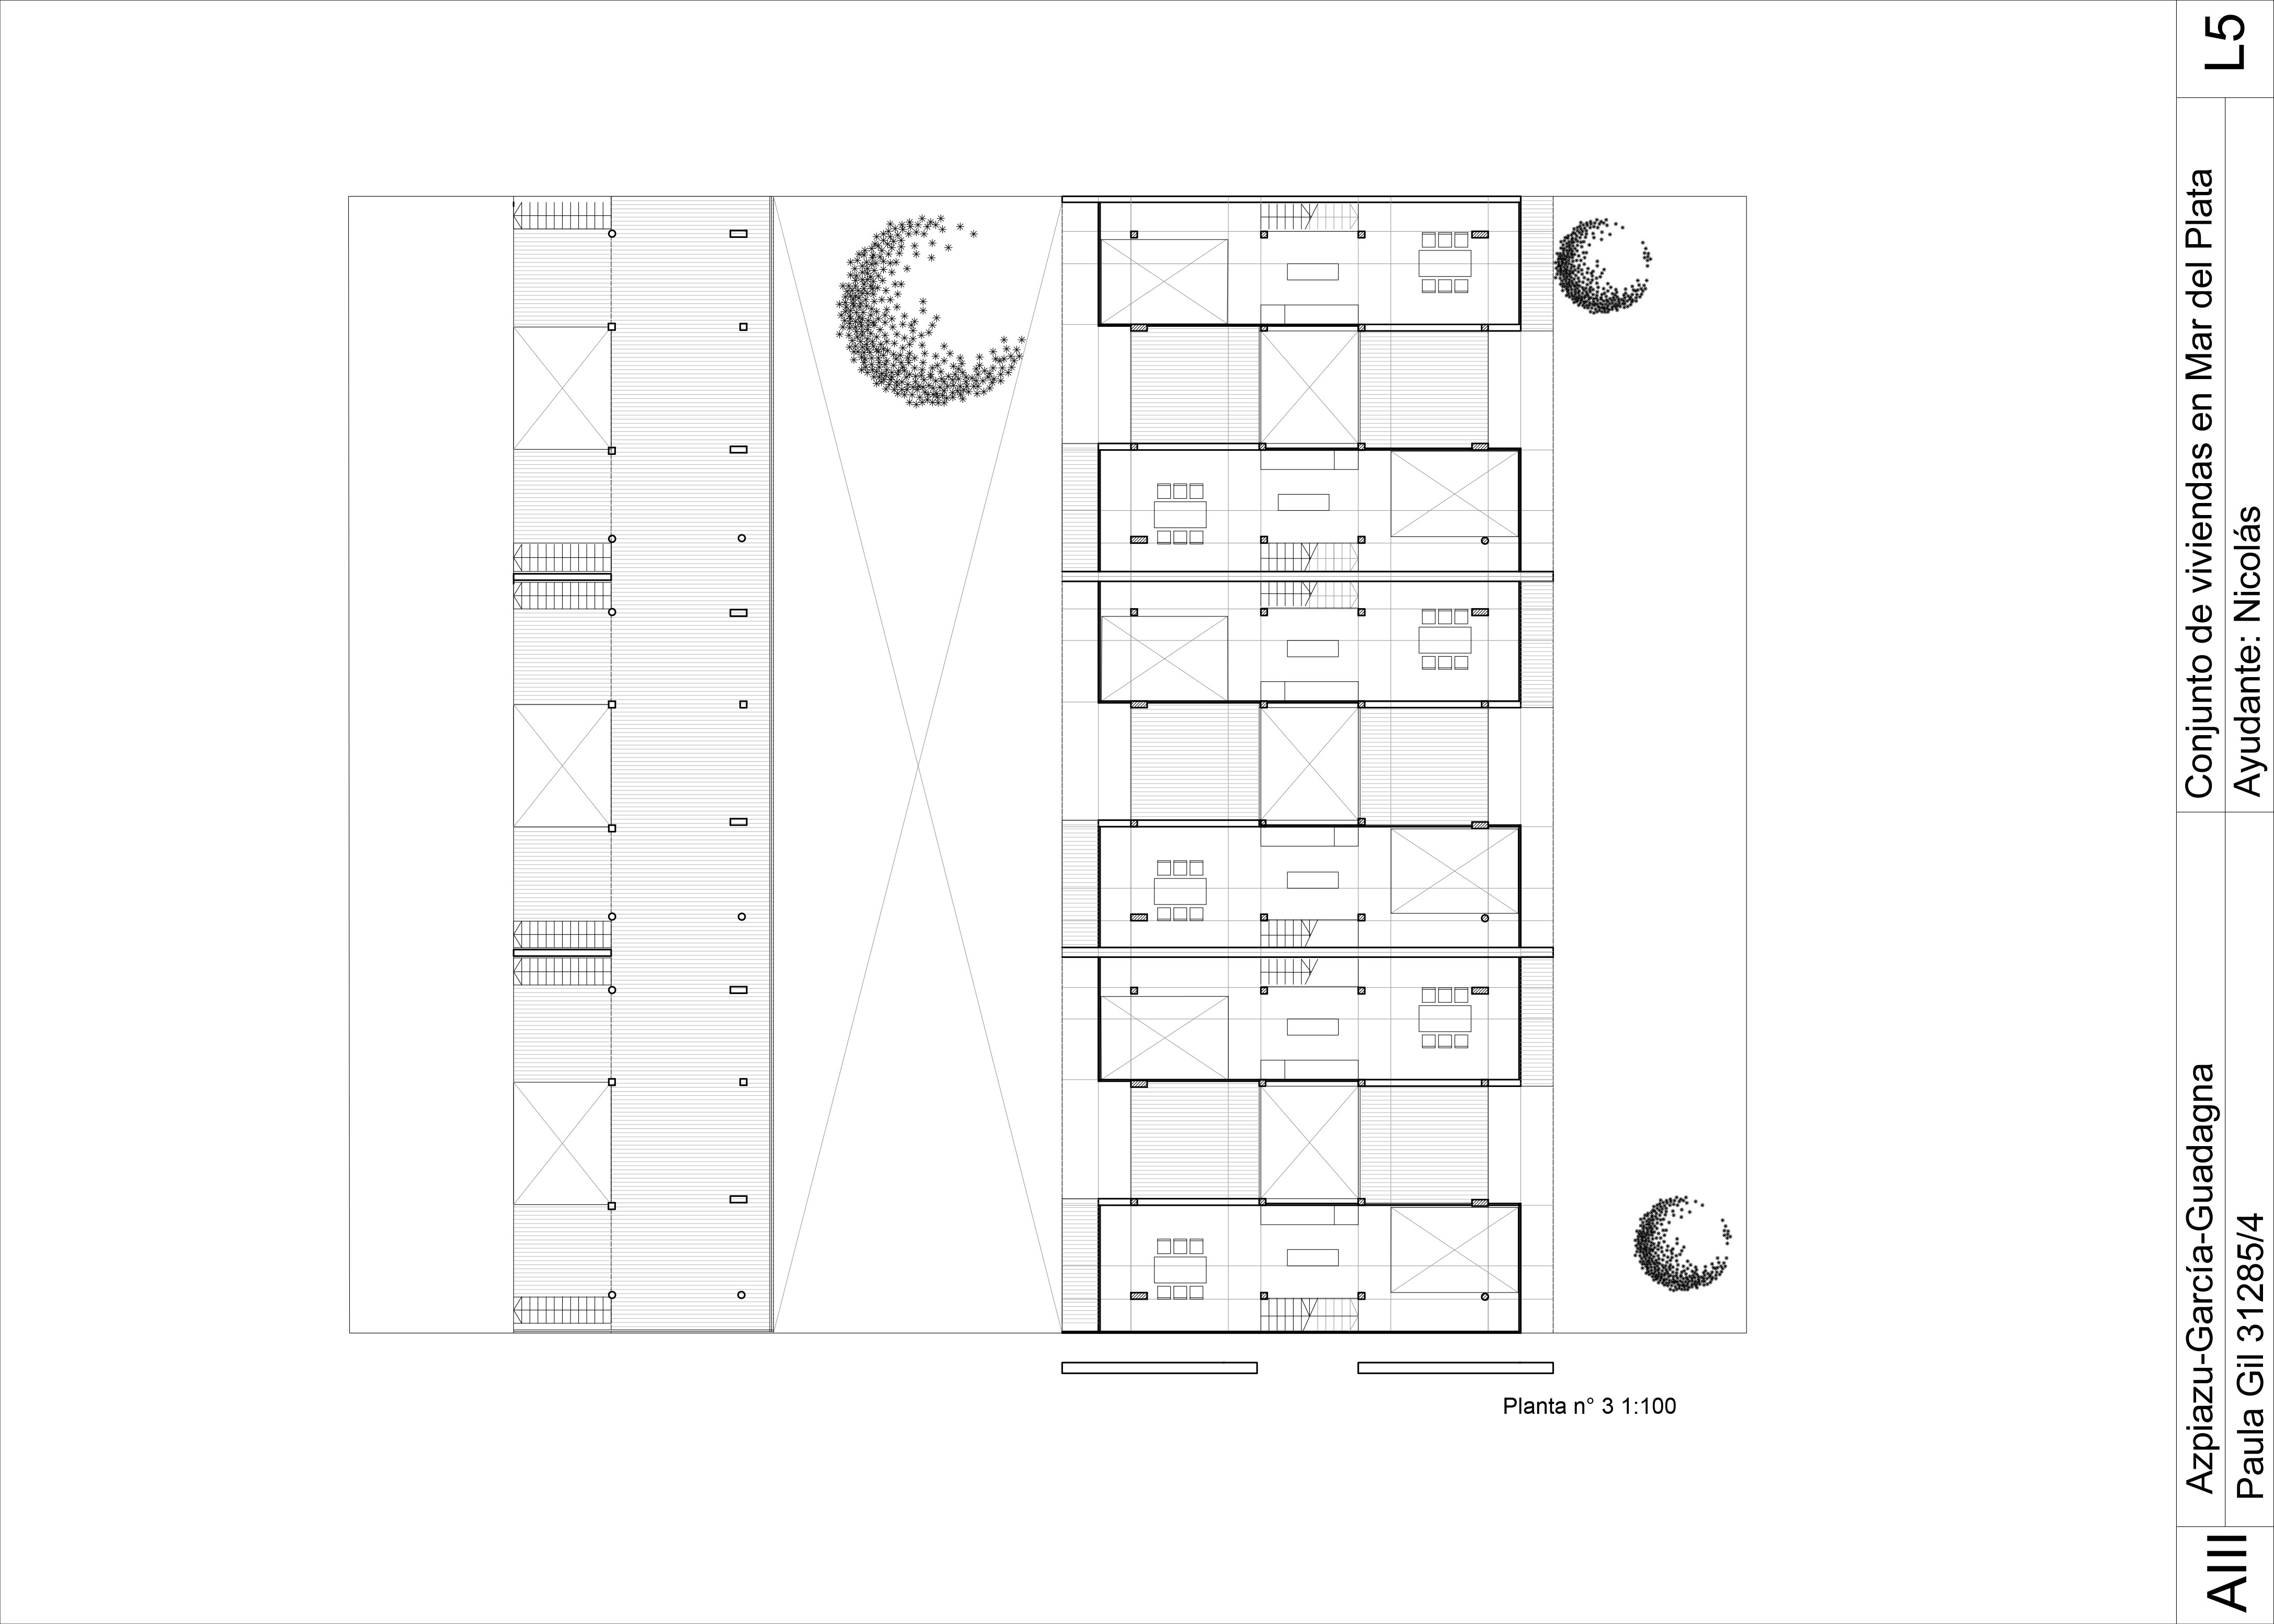 L5
Conjunto de viviendas en Mar del Plata
Ayudante: Nicolás
Azpiazu-García-Guadagna
Paula Gil 31285/4
AIII
Planta n° 3 1:100